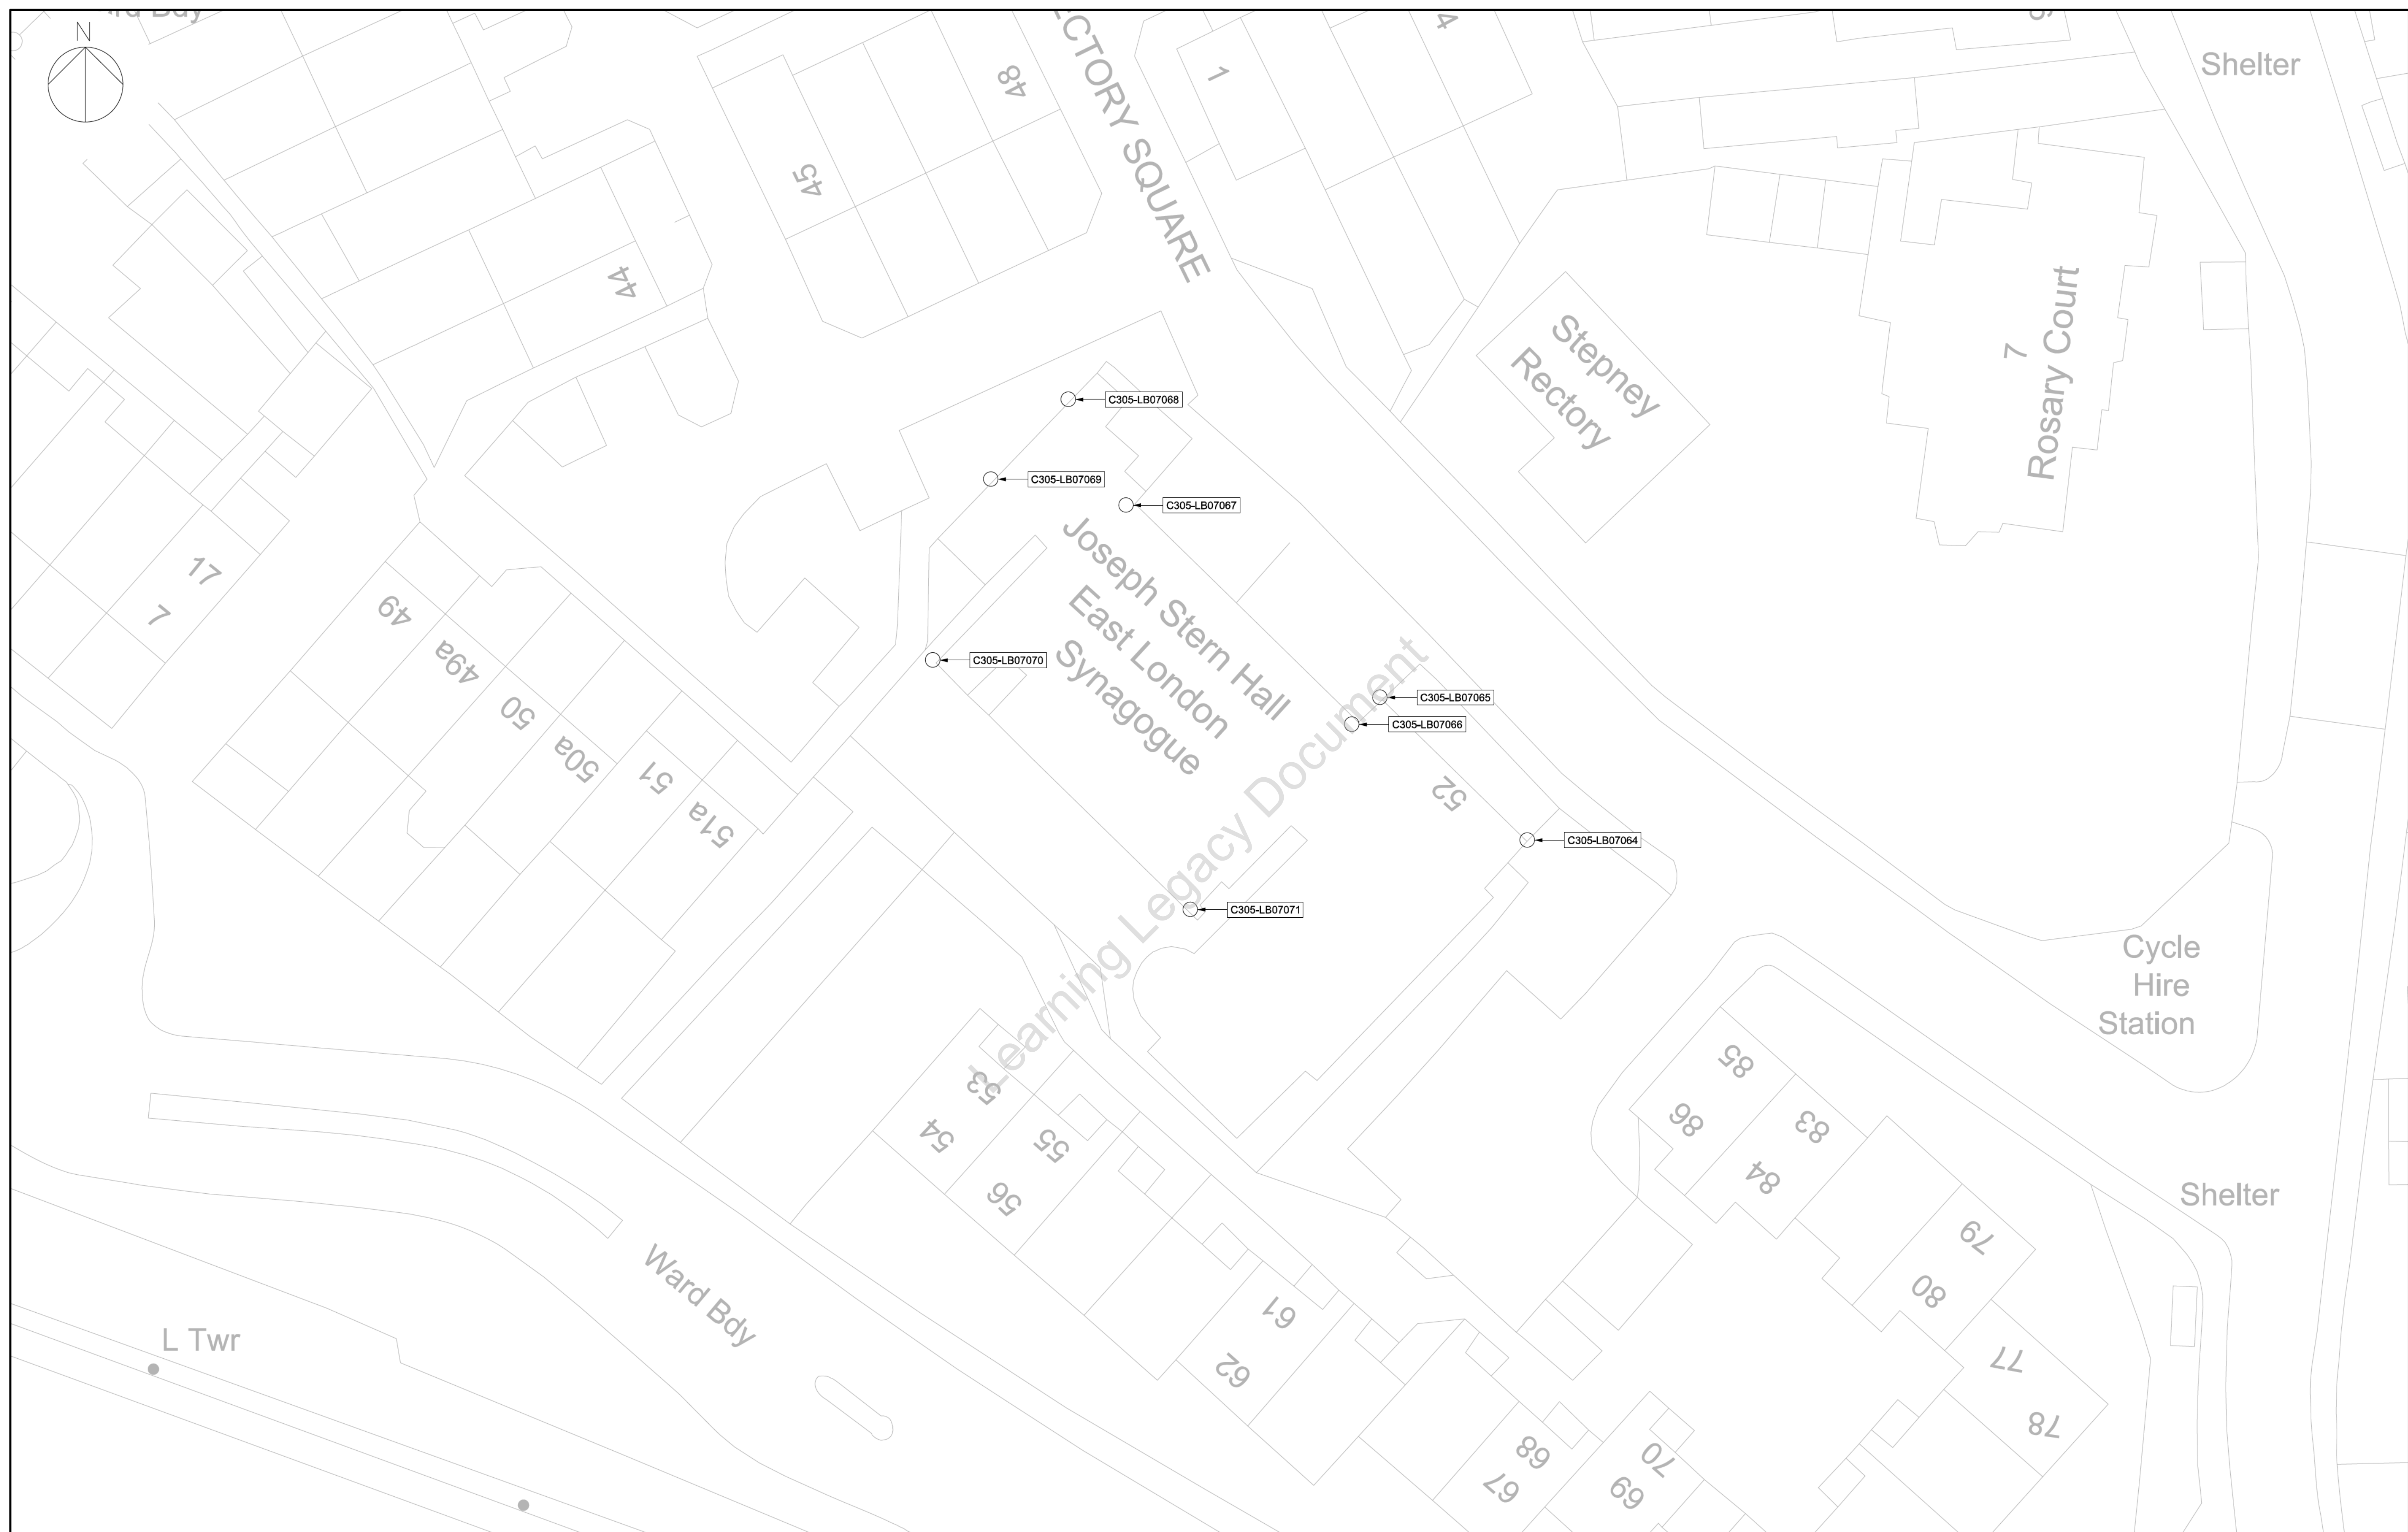 N
Shelter
1
4
48
45
44
RECTORY SQUARE
Stepney
Rectory
7
Rosary Court
C305-LB07068
C305-LB07069
C305-LB07067
Joseph Stern Hall
East London
Synagogue
C305-LB07070
C305-LB07065
C305-LB07066
52
C305-LB07064
C305-LB07071
17
7
49
49a
50
50a
51
51a
Learning Legacy Document
Cycle
Hire
Station
53
54
55
56
85
86
83
84
Shelter
79
80
Ward Bdy
61
62
L Twr
77
78
68
67
70
69